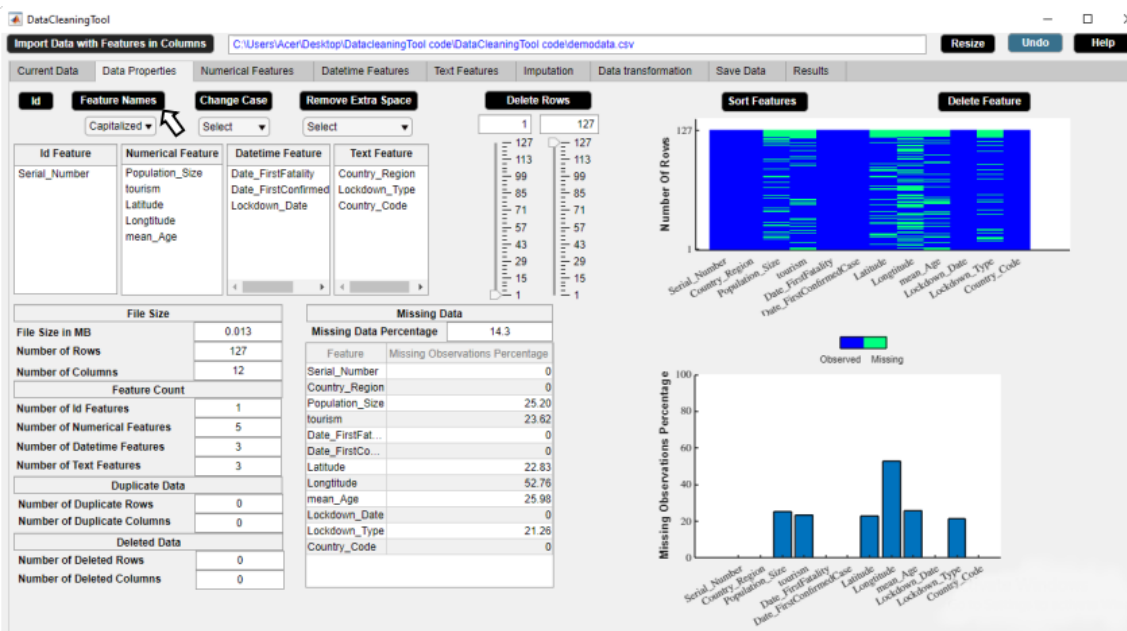 DataCleaningTool
Import Data with Features in Columns
C:\Users\Acer\Desktop\DatacleaningTool code\DataCleaningTool code\demodata.csv
Resize Undo Help
Current Data Data Properties Numerical Features Datetime Features Text Features Imputation Data transformation Save Data Results
Id Feature Names Change Case Remove Extra Space Delete Rows Sort Features Delete Feature
Capitalized Select Select 1 127
Id Feature Numerical Feature Datetime Feature Text Feature
Serial_Number Population_Size Date_FirstFatality Country_Region
tourism Date_FirstConfirmed Lockdown_Type
Latitude Lockdown_Date Country_Code
Longtitude
mean_Age
127 127
113 113
99 99
85 85
71 71
57 57
43 43
29 29
15 15
1 1
Number Of Rows
127
1
Serial_Number Country_Region Population_Size tourism Date_FirstFatality Date_FirstConfirmedCase Latitude Longtitude mean_Age Lockdown_Date Lockdown_Type Country_Code
Observed Missing
File Size
File Size in MB 0.013
Number of Rows 127
Number of Columns 12
Feature Count
Number of Id Features 1
Number of Numerical Features 5
Number of Datetime Features 3
Number of Text Features 3
Duplicate Data
Number of Duplicate Rows 0
Number of Duplicate Columns 0
Deleted Data
Number of Deleted Rows 0
Number of Deleted Columns 0
Missing Data
Missing Data Percentage 14.3
Feature Missing Observations Percentage
Serial_Number 0
Country_Region 0
Population_Size 25.20
tourism 23.62
Date_FirstFat... 0
Date_FirstCo... 0
Latitude 22.83
Longtitude 52.76
mean_Age 25.98
Lockdown_Date 0
Lockdown_Type 21.26
Country_Code 0
Missing Observations Percentage
100
80
60
40
20
0
Serial_Number Country_Region Population_Size tourism Date_FirstFatality Date_FirstConfirmedCase Latitude Longtitude mean_Age Lockdown_Date Lockdown_Type Country_Code